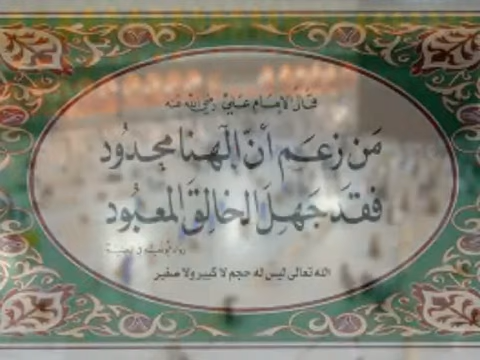 قال الإمام علي رضي الله عنه
من زعم أن إلهنا محدود
فقد جهل الخالق المعبود
الله تعالى ليس له حجم لا كبير ولا صغير